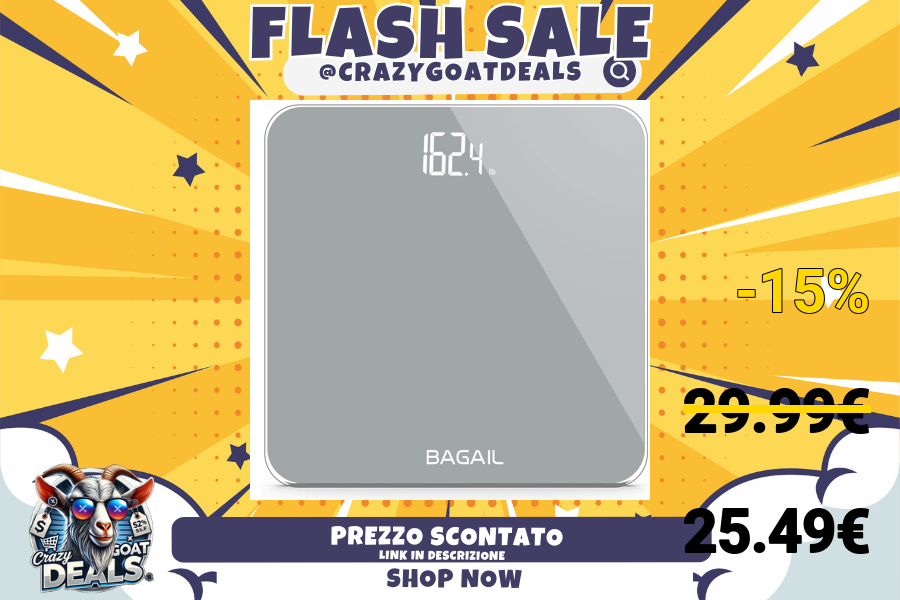 FLASH SALE
@CRAZYGOATDEALS
162.4 lb
BAGAIL
-15%
29.99€
25.49€
PREZZO SCONTATO
LINK IN DESCRIZIONE
SHOP NOW
$
52%
Crazy
GOAT
DEALS